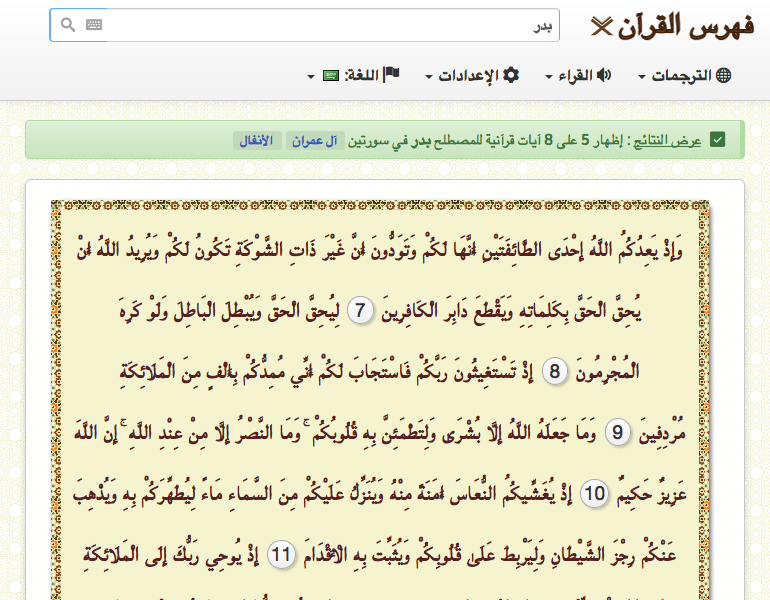 فهرس القرآن
بدر
الترجمات القراء الإعدادات اللغة:
عرض النتائج : إظهار 5 على 8 آيات قرآنية للمصطلح بدر في سورتين آل عمران الأنفال
وَإِذْ يَعِدُكُمُ اللَّهُ إِحْدَى الطَّائِفَتَيْنِ أَنَّهَا لَكُمْ وَتَوَدُّونَ أَنَّ غَيْرَ ذَاتِ الشَّوْكَةِ تَكُونُ لَكُمْ وَيُرِيدُ اللَّهُ أَنْ
يُحِقَّ الْحَقَّ بِكَلِمَاتِهِ وَيَقْطَعَ دَابِرَ الْكَافِرِينَ 7 لِيُحِقَّ الْحَقَّ وَيُبْطِلَ الْبَاطِلَ وَلَوْ كَرِهَ
الْمُجْرِمُونَ 8 إِذْ تَسْتَغِيثُونَ رَبَّكُمْ فَاسْتَجَابَ لَكُمْ أَنِّي مُمِدُّكُمْ بِأَلْفٍ مِنَ الْمَلَائِكَةِ
مُرْدِفِينَ 9 وَمَا جَعَلَهُ اللَّهُ إِلَّا بُشْرَى وَلِتَطْمَئِنَّ بِهِ قُلُوبُكُمْ ۚ وَمَا النَّصْرُ إِلَّا مِنْ عِنْدِ اللَّهِ ۚ إِنَّ اللَّهَ
عَزِيزٌ حَكِيمٌ 10 إِذْ يُغَشِّيكُمُ النُّعَاسَ أَمَنَةً مِنْهُ وَيُنَزِّلُ عَلَيْكُمْ مِنَ السَّمَاءِ مَاءً لِيُطَهِّرَكُمْ بِهِ وَيُذْهِبَ
عَنْكُمْ رِجْزَ الشَّيْطَانِ وَلِيَرْبِطَ عَلَىٰ قُلُوبِكُمْ وَيُثَبِّتَ بِهِ الْأَقْدَامَ 11 إِذْ يُوحِي رَبُّكَ إِلَى الْمَلَائِكَةِ